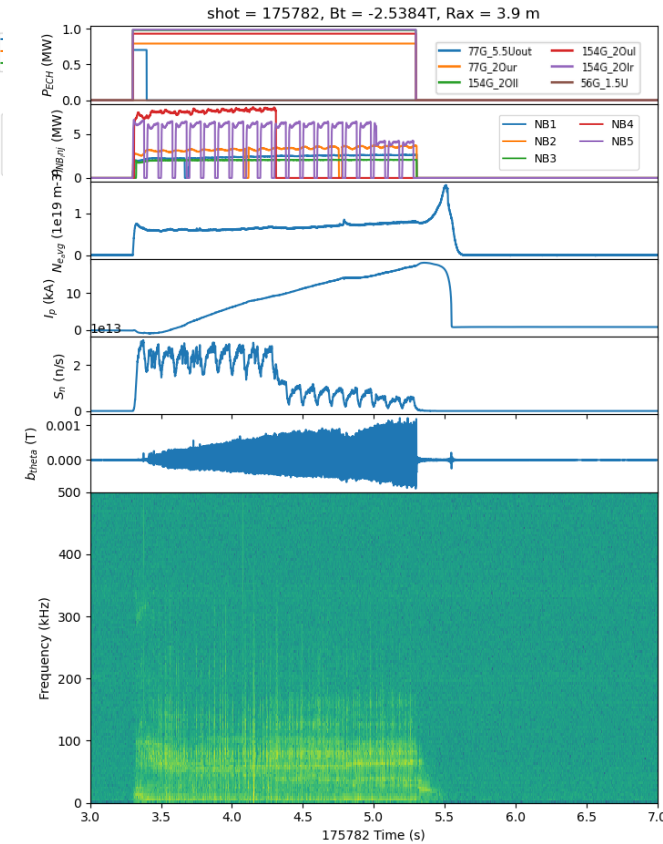 shot = 175782, Bt = -2.5384T, Rax = 3.9 m
P_ECH (MW)
1.0
0.5
0.0
77G_5.5Uout
77G_2Our
154G_2Oll
154G_2Oul
154G_2Olr
56G_1.5U
(MW)
5
0
NB1
NB2
NB3
NB4
NB5
N_e_avg (1e19 m-3)
1
0
I_p (kA)
10
0
1e13
S_n (n/s)
2
0
b_theta (T)
0.001
0.000
Frequency (kHz)
500
400
300
200
100
0
3.0 3.5 4.0 4.5 5.0 5.5 6.0 6.5 7.0
175782 Time (s)